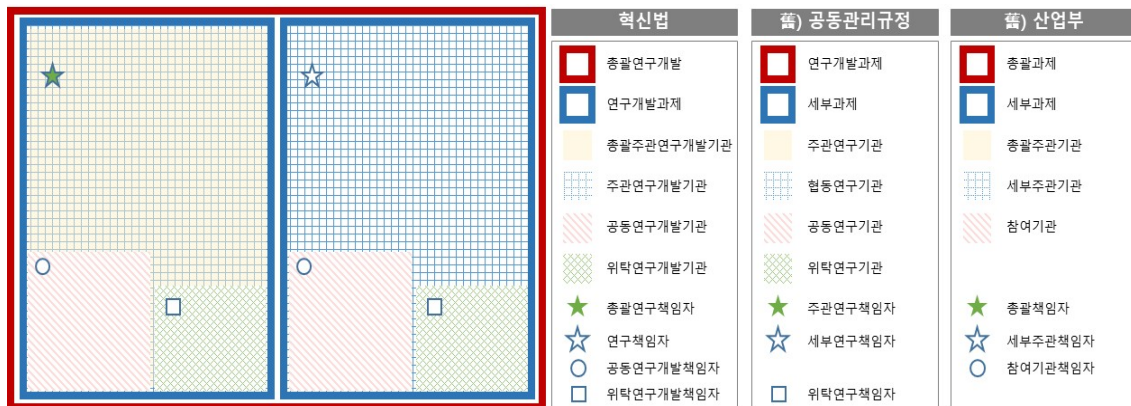 혁신법
총괄연구개발
연구개발과제
총괄주관연구개발기관
주관연구개발기관
공동연구개발기관
위탁연구개발기관
총괄연구책임자
연구책임자
공동연구개발책임자
위탁연구개발책임자
舊) 공동관리규정
연구개발과제
세부과제
주관연구기관
협동연구기관
공동연구기관
위탁연구기관
주관연구책임자
세부연구책임자
위탁연구책임자
舊) 산업부
총괄과제
세부과제
총괄주관기관
세부주관기관
참여기관
총괄책임자
세부주관책임자
참여기관책임자